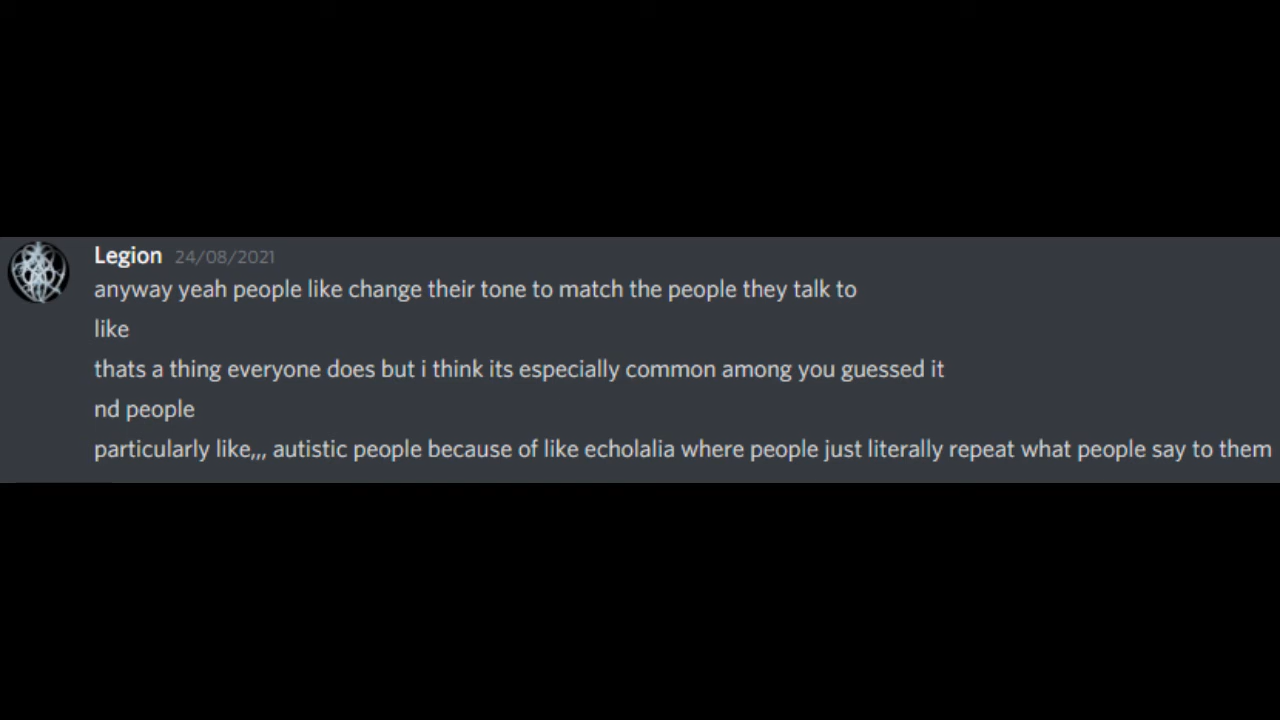 Legion 24/08/2021
anyway yeah people like change their tone to match the people they talk to
like
thats a thing everyone does but i think its especially common among you guessed it
nd people
particularly like,,, autistic people because of like echolalia where people just literally repeat what people say to them